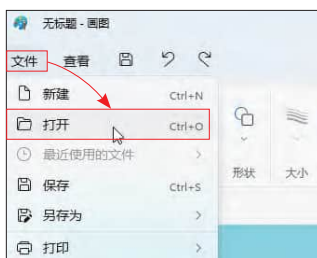 无标题 - 画图
文件 查看
新建 Ctrl+N
打开 Ctrl+O
最近使用的文件
保存 Ctrl+S
另存为
打印
形状 大小